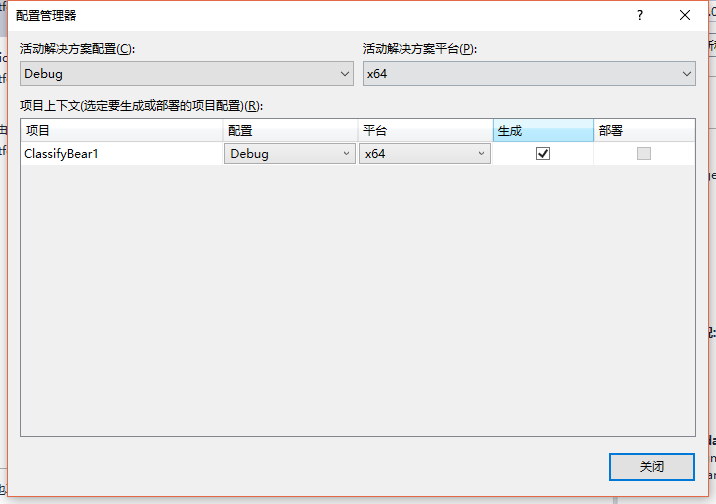 配置管理器
?
活动解决方案配置(C):
活动解决方案平台(P):
Debug
x64
项目上下文(选定要生成或部署的项目配置)(R):
项目 配置 平台 生成 部署
ClassifyBear1 Debug x64
关闭